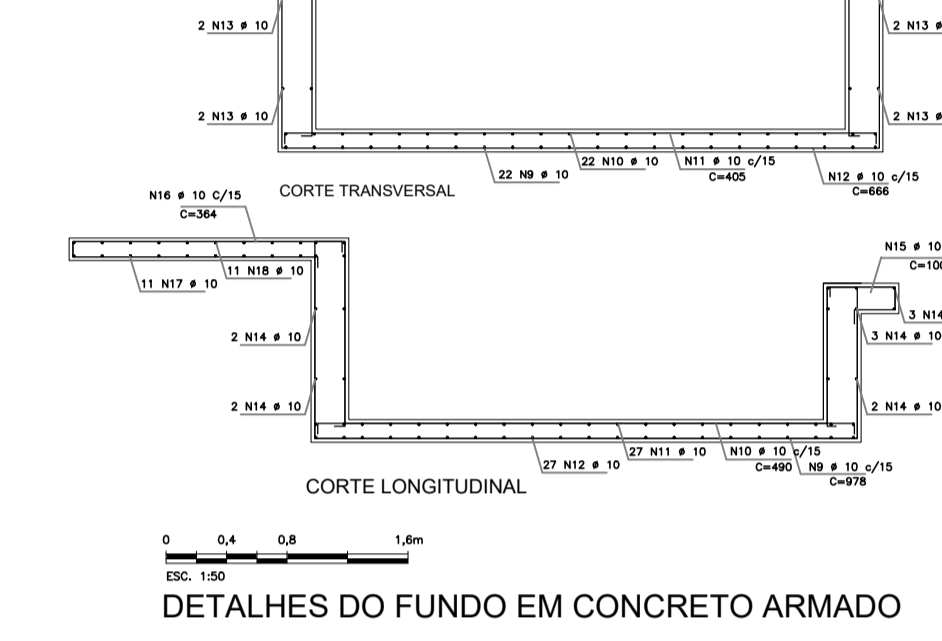 2 N13 ø 10
2 N13 ø
2 N13 ø 10
2 N13 ø
22 N9 ø 10
22 N10 ø 10
N11 ø 10 c/15
C=405
N12 ø 10 c/15
C=666
CORTE TRANSVERSAL
N16 ø 10 C/15
C=364
11 N17 ø 10
11 N18 ø 10
N15 ø 10
C=100
3 N14
3 N14 ø 10
2 N14 ø 10
2 N14 ø 10
2 N14 ø 10
27 N12 ø 10
27 N11 ø 10
N10 ø 10 c/15
C=490
N9 ø 10 c/15
C=978
CORTE LONGITUDINAL
0 0,4 0,8 1,6m
ESC. 1:50
DETALHES DO FUNDO EM CONCRETO ARMADO